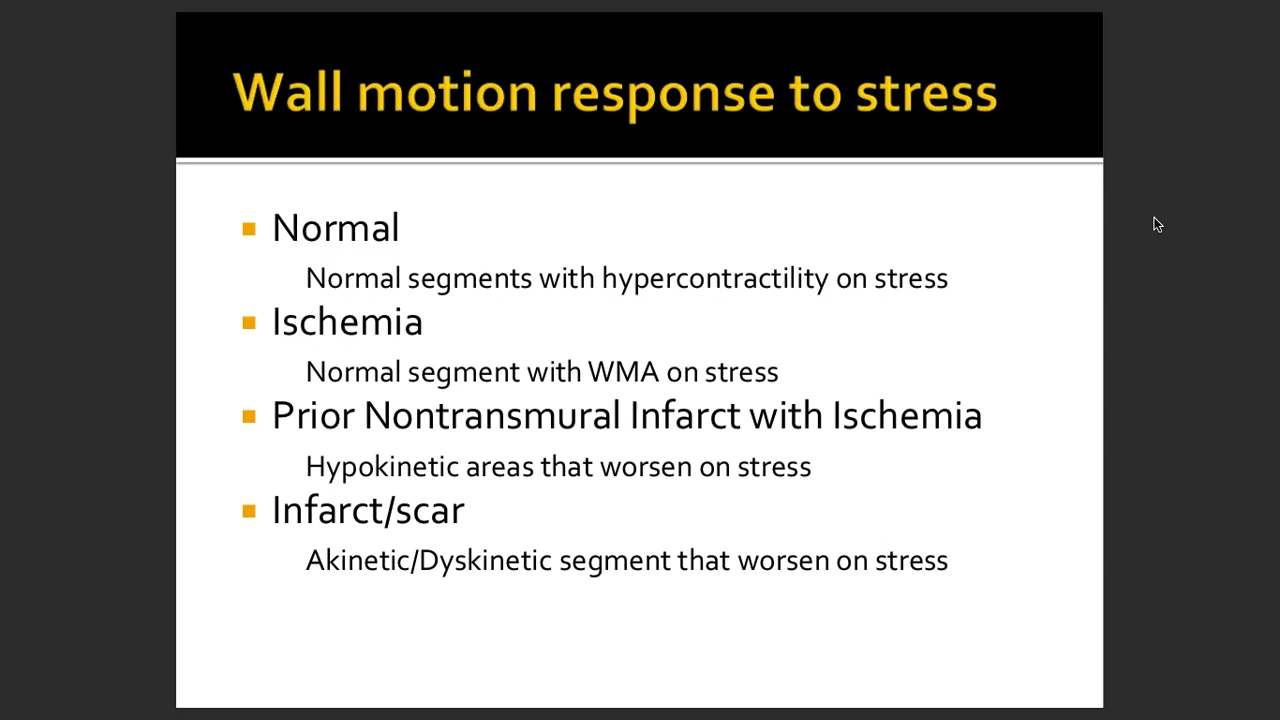 Wall motion response to stress
Normal
Normal segments with hypercontractility on stress
Ischemia
Normal segment with WMA on stress
Prior Nontransmural Infarct with Ischemia
Hypokinetic areas that worsen on stress
Infarct/scar
Akinetic/Dyskinetic segment that worsen on stress